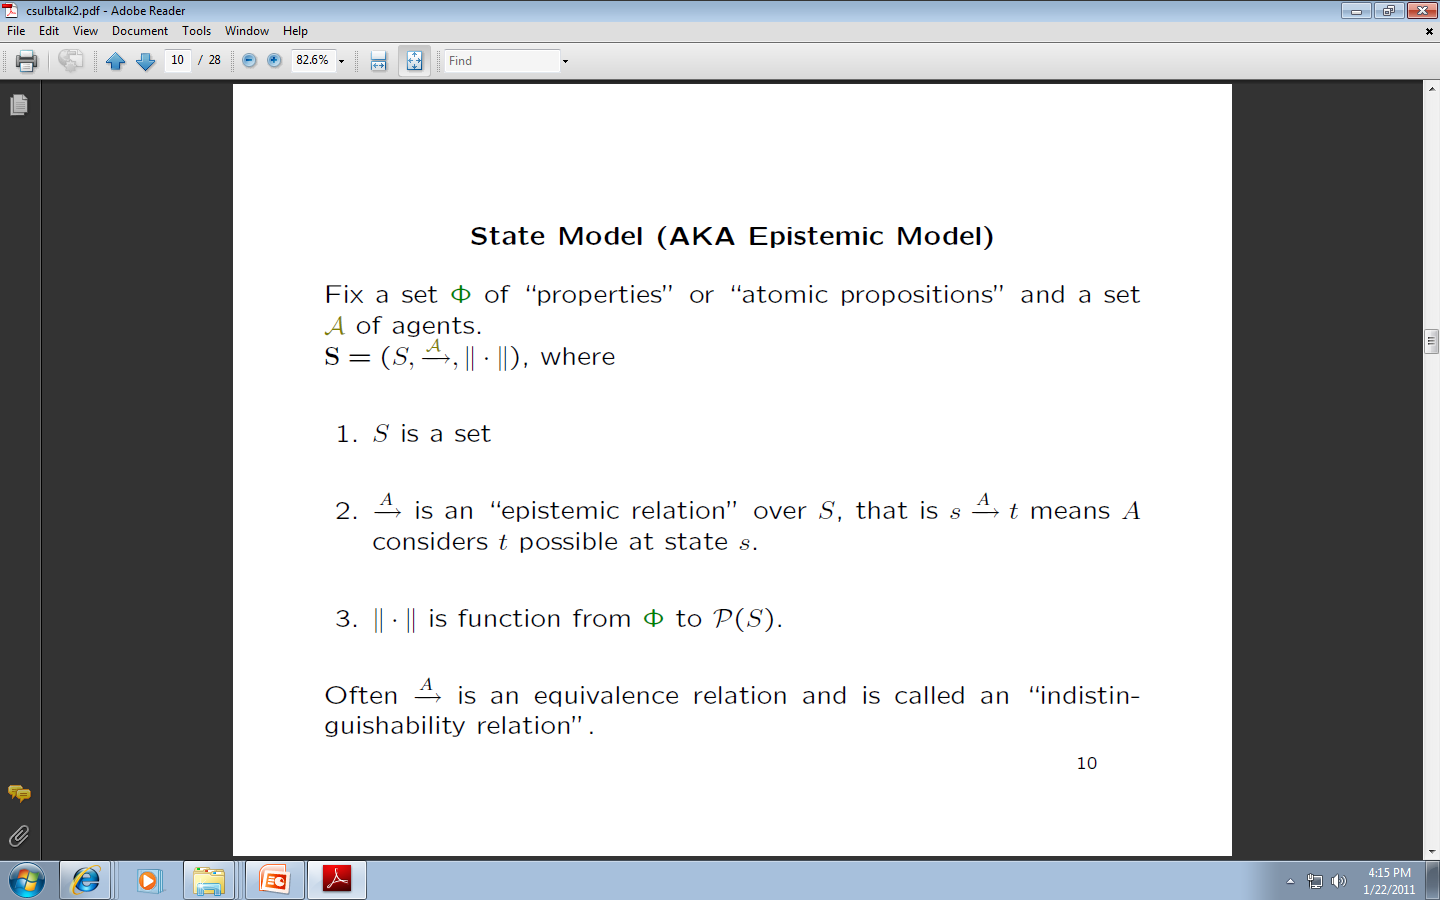 csulbtalk2.pdf - Adobe Reader
File Edit View Document Tools Window Help
10 / 28 82.6% Find
State Model (AKA Epistemic Model)
Fix a set Φ of “properties” or “atomic propositions” and a set
𝒜 of agents.
S = (S, —𝒜→, ‖ · ‖), where
1. S is a set
2. —A→ is an “epistemic relation” over S, that is s —A→ t means A
considers t possible at state s.
3. ‖ · ‖ is function from Φ to 𝒫(S).
Often —A→ is an equivalence relation and is called an “indistin-
guishability relation”.
10
4:15 PM
1/22/2011